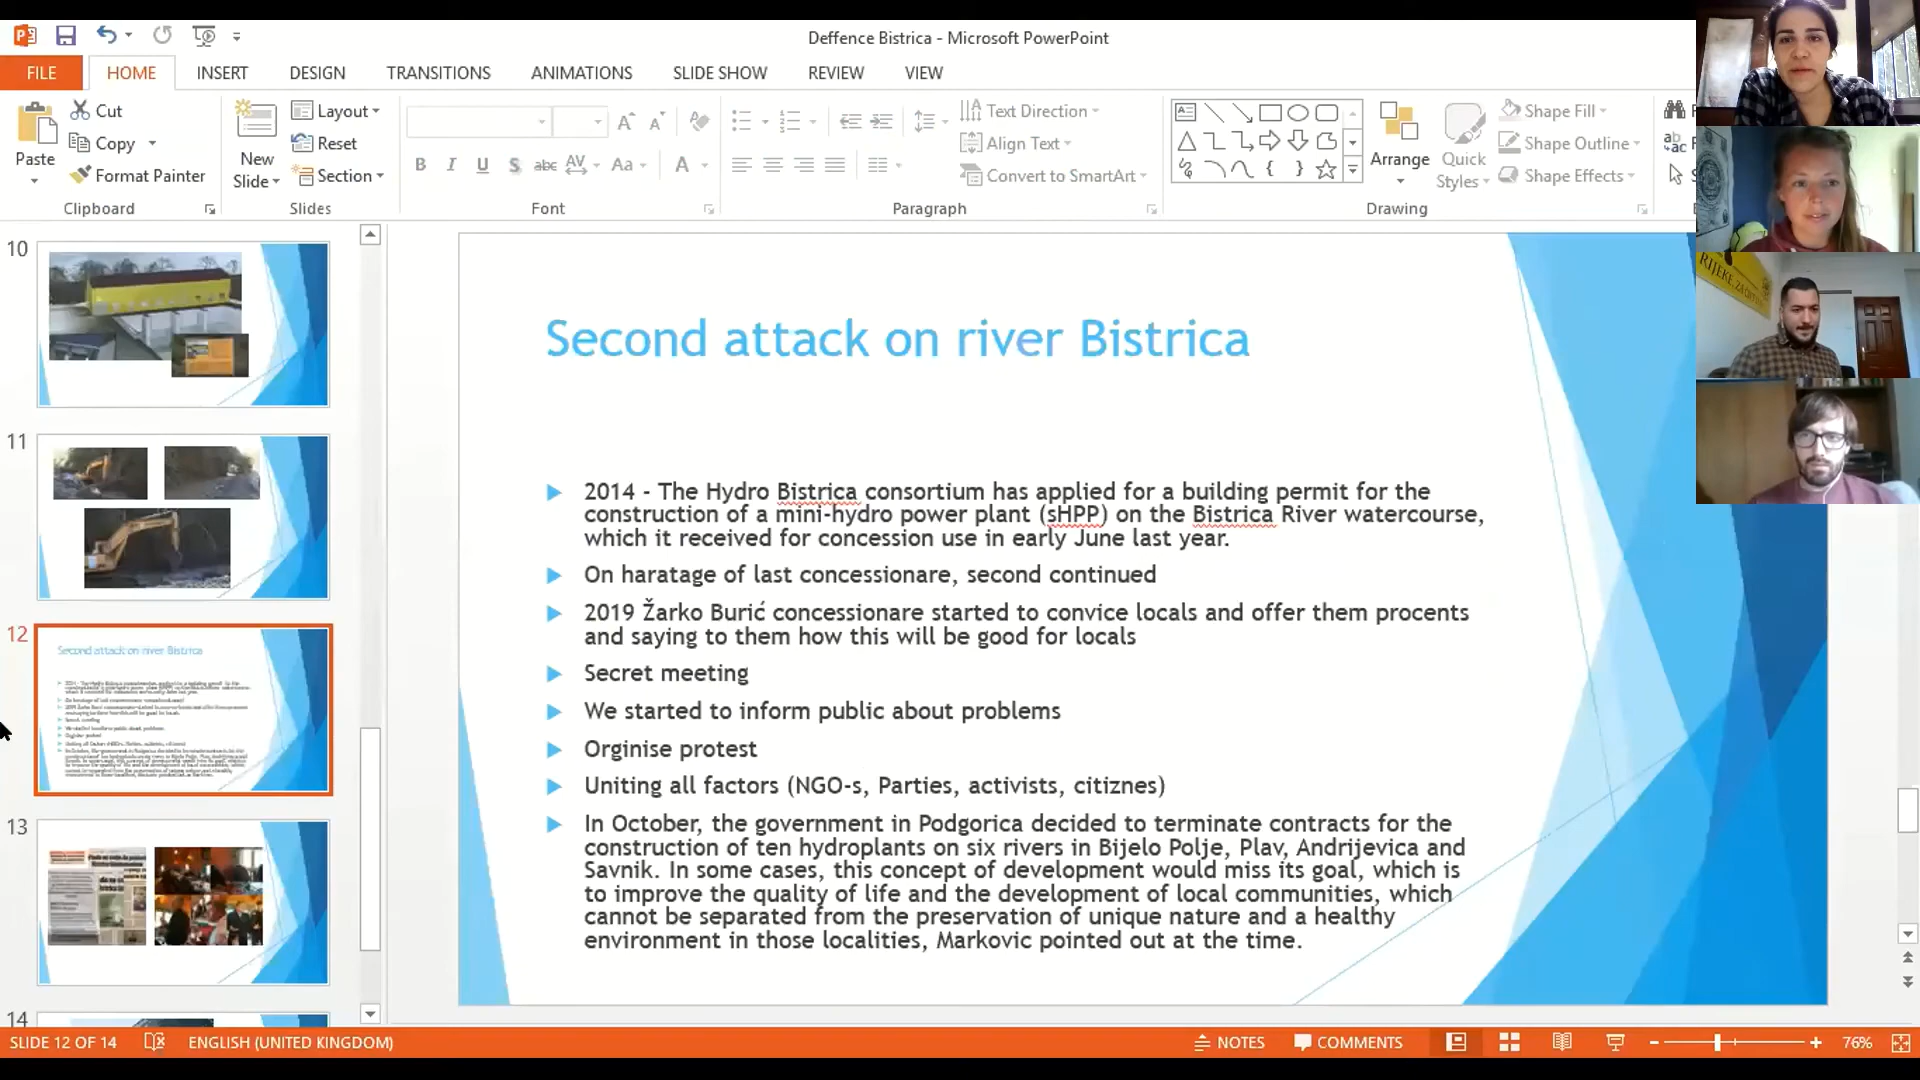 Deffence Bistrica - Microsoft PowerPoint
FILE HOME INSERT DESIGN TRANSITIONS ANIMATIONS SLIDE SHOW REVIEW VIEW
Paste
Cut
Copy
Format Painter
Clipboard
New
Slide
Layout
Reset
Section
Slides
B I U S abc AV Aa A
Font
Text Direction
Align Text
Convert to SmartArt
Paragraph
Arrange
Quick
Styles
Shape Fill
Shape Outline
Shape Effects
Drawing
RIJEKE, ZA
10
11
12
Second attack on river Bistrica
13
14
Second attack on river Bistrica
2014 - The Hydro Bistrica consortium has applied for a building permit for the
construction of a mini-hydro power plant (sHPP) on the Bistrica River watercourse,
which it received for concession use in early June last year.
On haratage of last concessionare, second continued
2019 Žarko Burić concessionare started to convice locals and offer them procents
and saying to them how this will be good for locals
Secret meeting
We started to inform public about problems
Orginise protest
Uniting all factors (NGO-s, Parties, activists, citiznes)
In October, the government in Podgorica decided to terminate contracts for the
construction of ten hydroplants on six rivers in Bijelo Polje, Plav, Andrijevica and
Savnik. In some cases, this concept of development would miss its goal, which is
to improve the quality of life and the development of local communities, which
cannot be separated from the preservation of unique nature and a healthy
environment in those localities, Markovic pointed out at the time.
SLIDE 12 OF 14 ENGLISH (UNITED KINGDOM) NOTES COMMENTS 76%